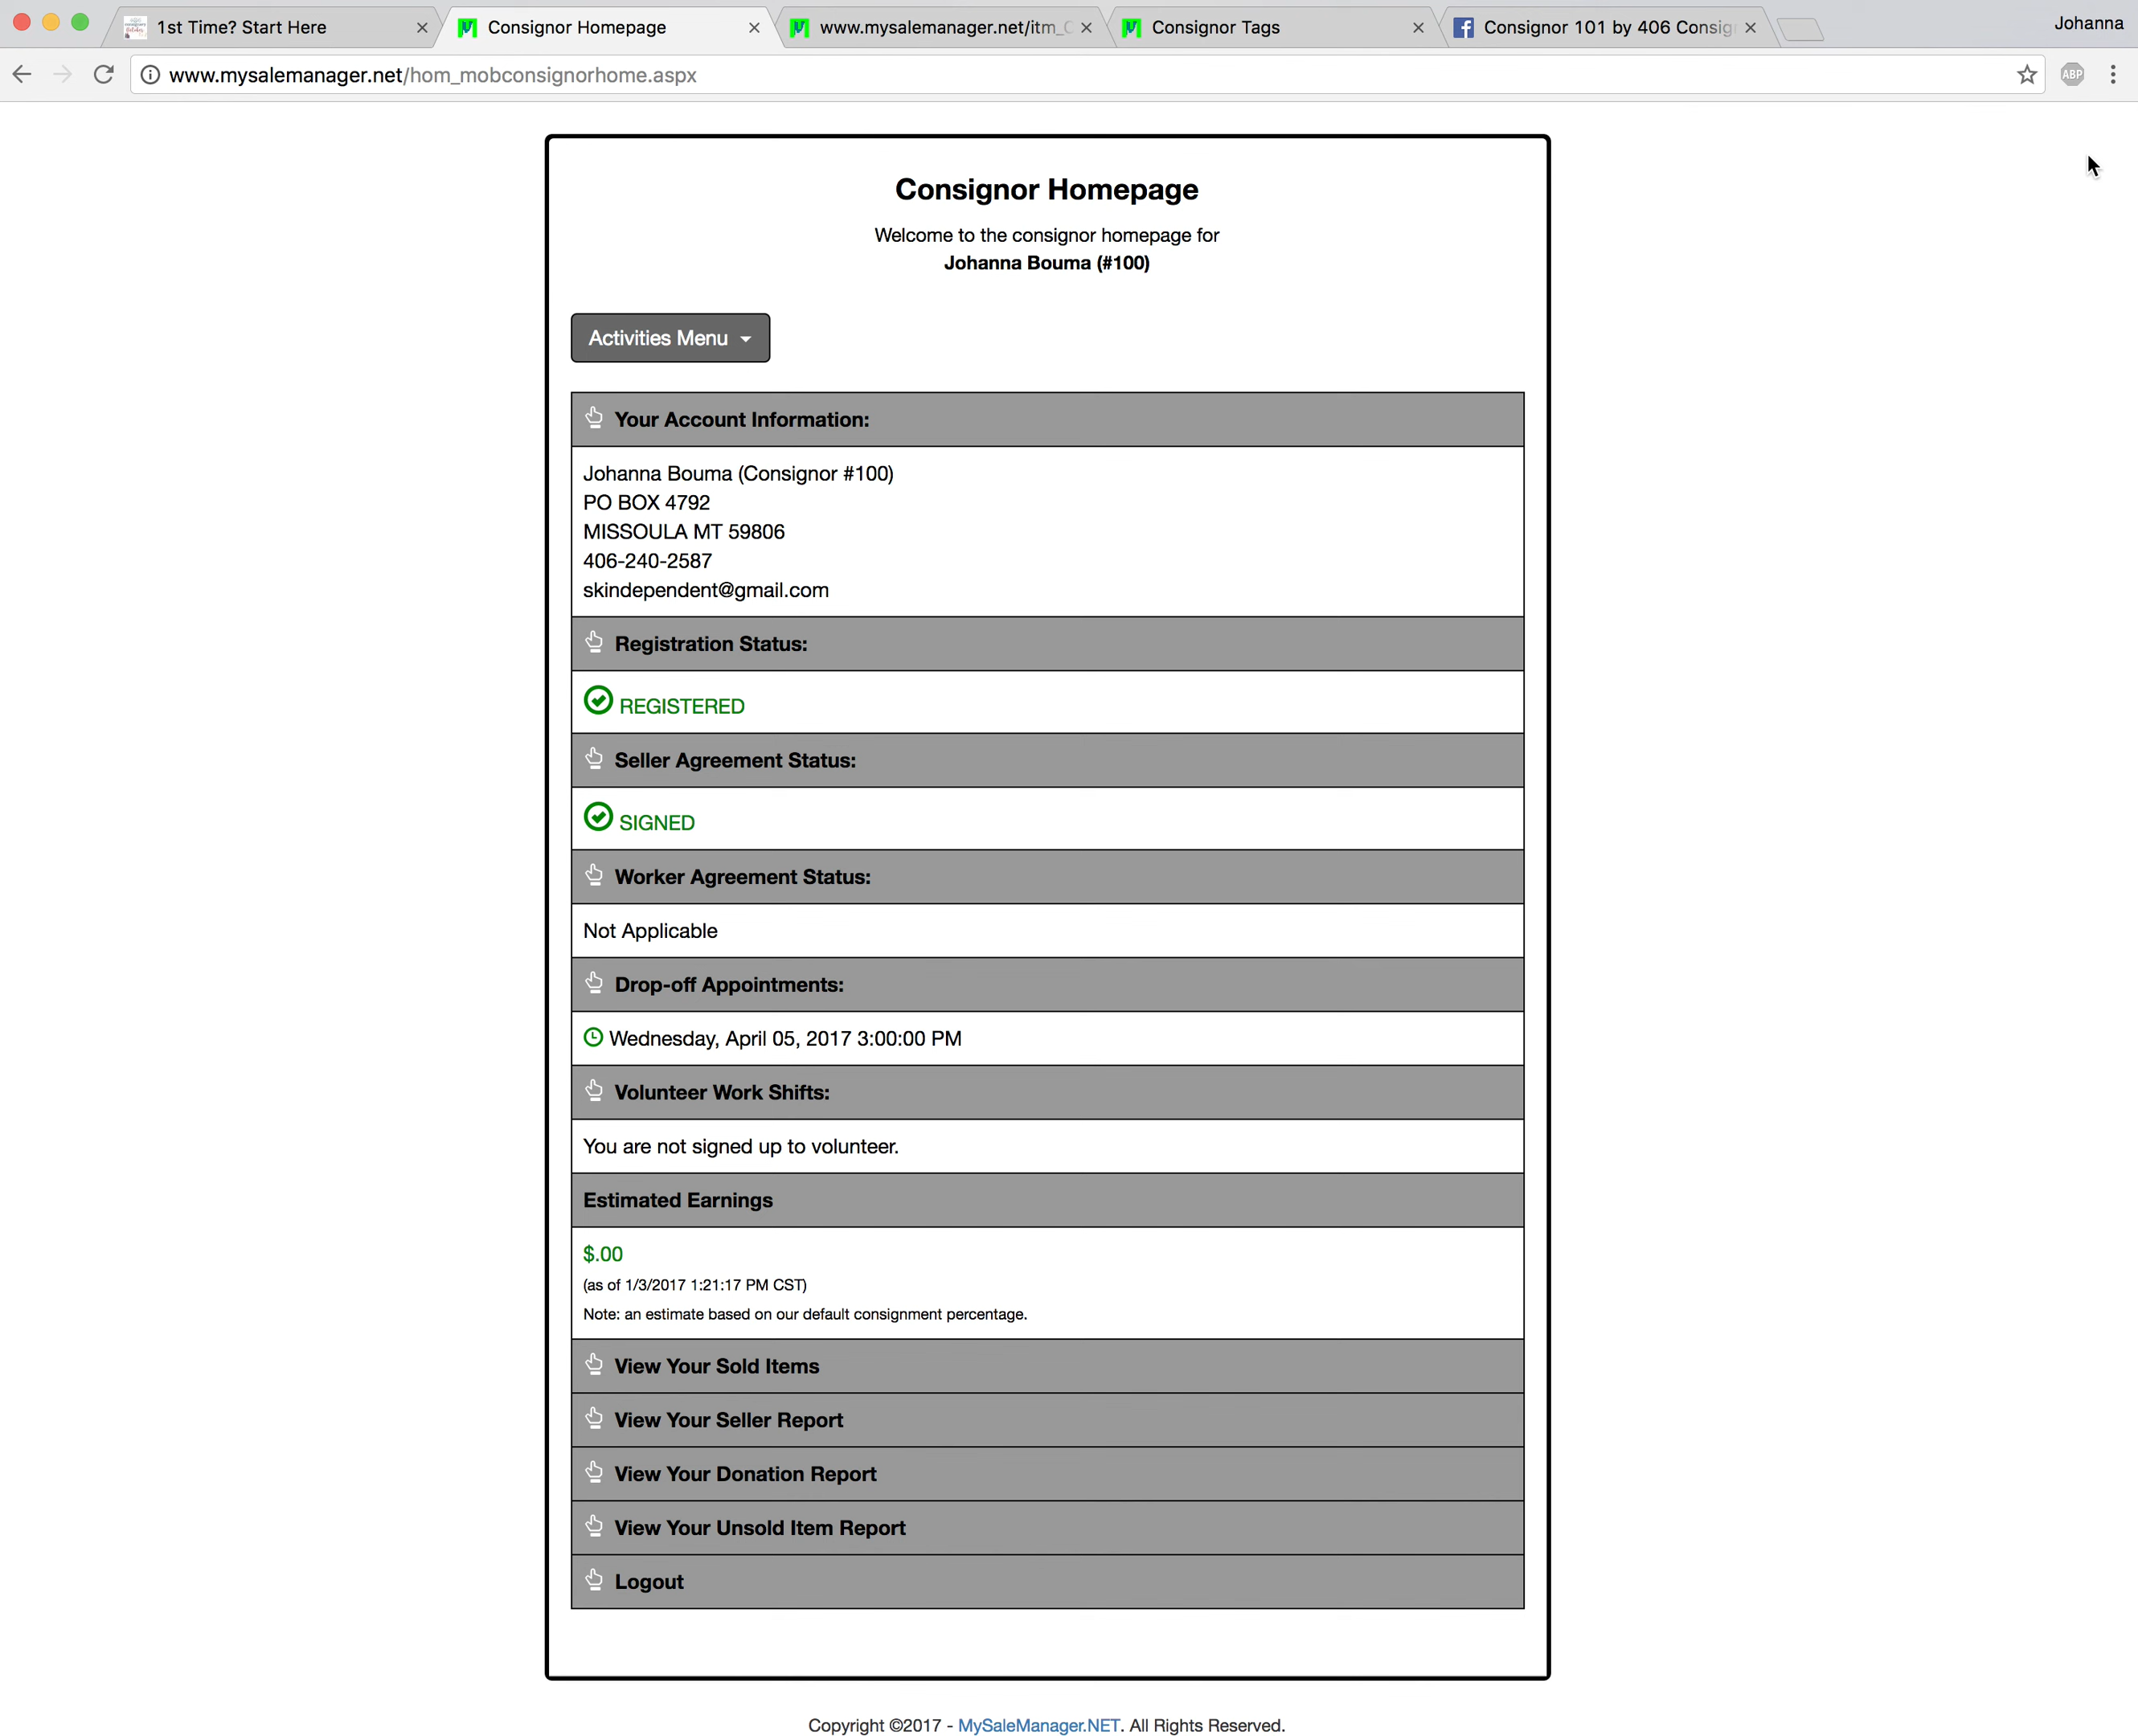 1st Time? Start Here
Consignor Homepage
www.mysalemanager.net/itm_C
Consignor Tags
Consignor 101 by 406 Consig
Johanna
www.mysalemanager.net/hom_mobconsignorhome.aspx
ABP
Consignor Homepage
Welcome to the consignor homepage for
Johanna Bouma (#100)
Activities Menu
Your Account Information:
Johanna Bouma (Consignor #100)
PO BOX 4792
MISSOULA MT 59806
406-240-2587
skindependent@gmail.com
Registration Status:
REGISTERED
Seller Agreement Status:
SIGNED
Worker Agreement Status:
Not Applicable
Drop-off Appointments:
Wednesday, April 05, 2017 3:00:00 PM
Volunteer Work Shifts:
You are not signed up to volunteer.
Estimated Earnings
$.00
(as of 1/3/2017 1:21:17 PM CST)
Note: an estimate based on our default consignment percentage.
View Your Sold Items
View Your Seller Report
View Your Donation Report
View Your Unsold Item Report
Logout
Copyright ©2017 - MySaleManager.NET. All Rights Reserved.